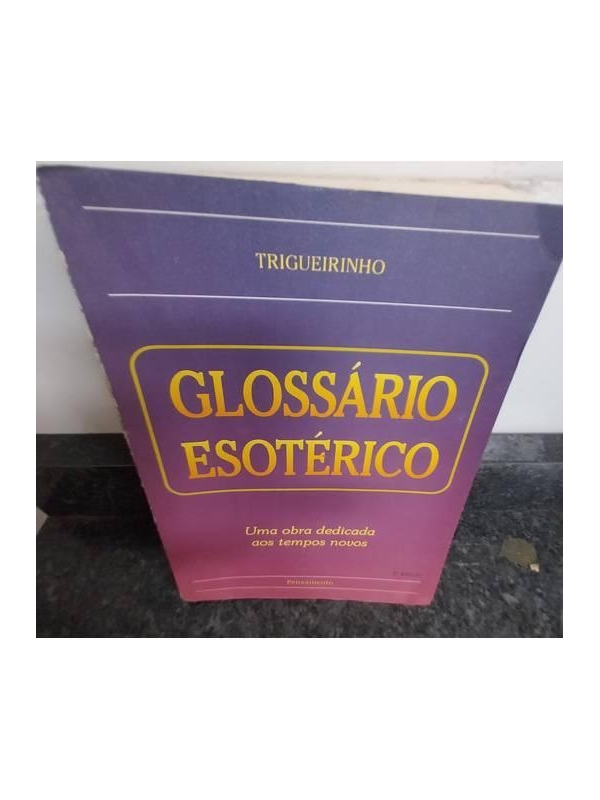 TRIGUEIRINHO
GLOSSÁRIO
ESOTÉRICO
Uma obra dedicada
aos tempos novos
Pensamento